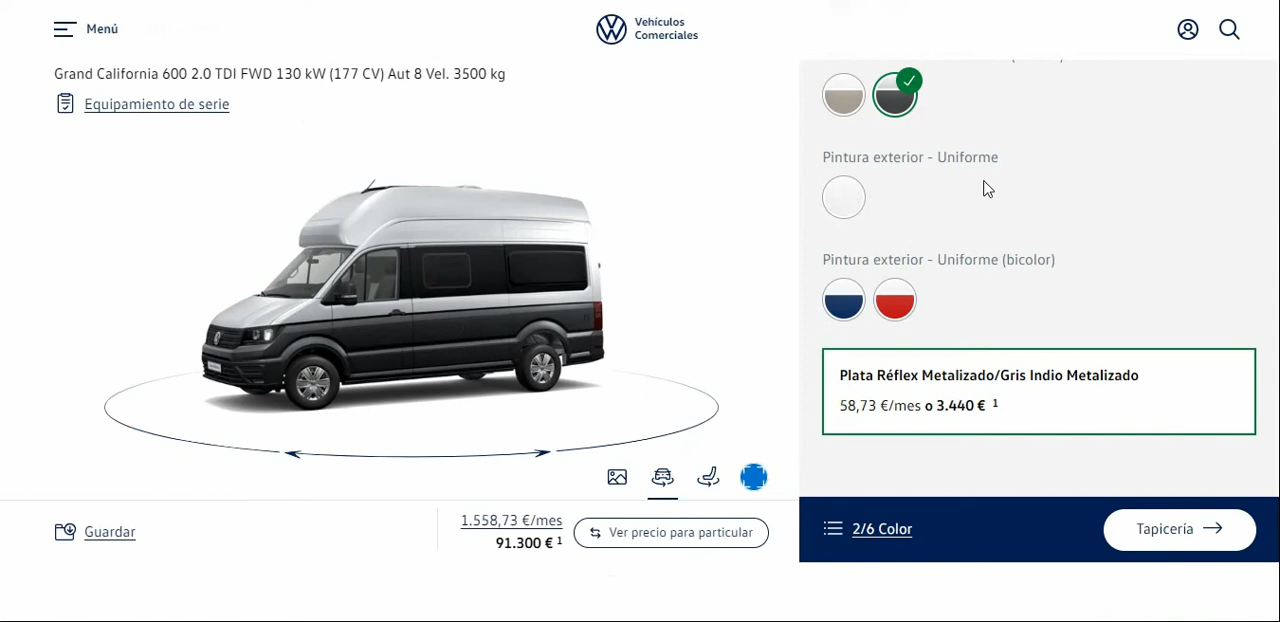 Menú
Vehículos
Comerciales
Grand California 600 2.0 TDI FWD 130 kW (177 CV) Aut 8 Vel. 3500 kg
Equipamiento de serie
Pintura exterior - Uniforme
Pintura exterior - Uniforme (bicolor)
Plata Réflex Metalizado/Gris Indio Metalizado
58,73 €/mes o 3.440 € 1
Guardar
1.558,73 €/mes
91.300 € 1
Ver precio para particular
2/6 Color
Tapicería